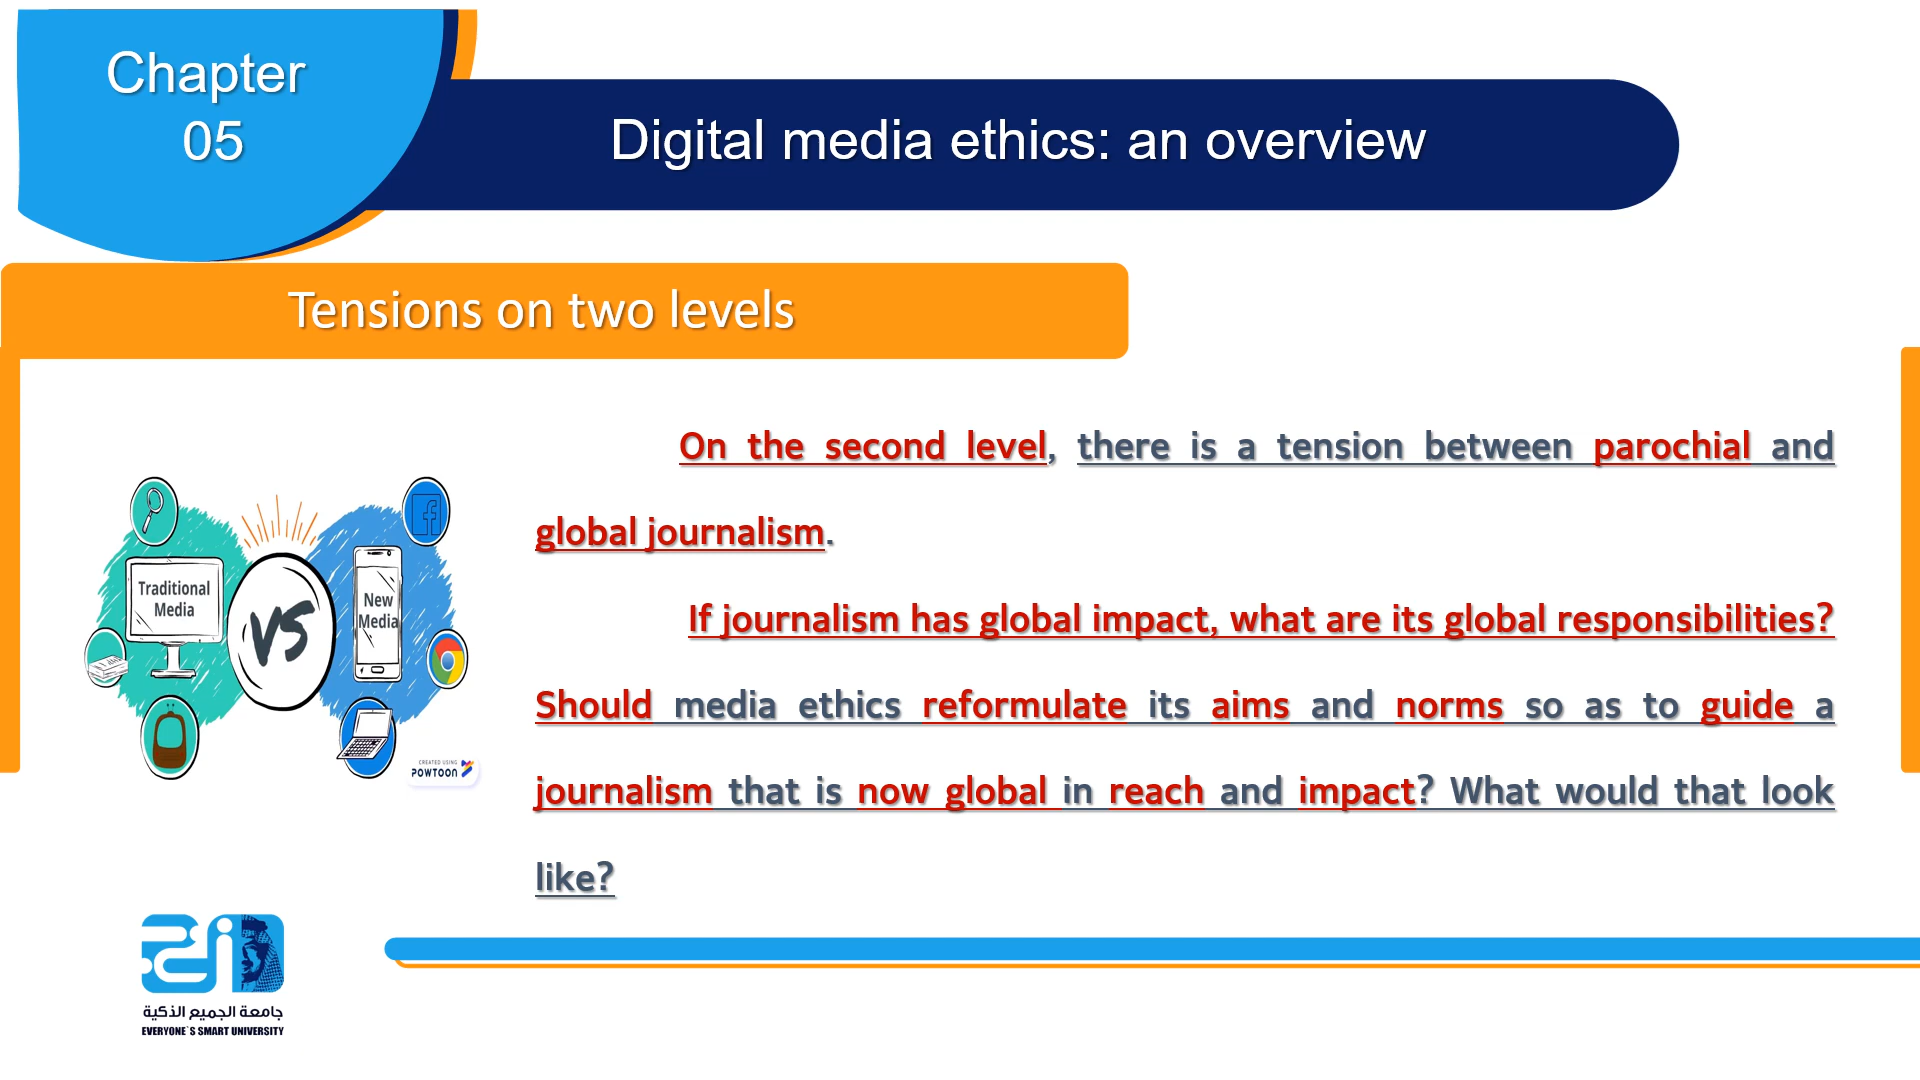 Chapter
05
Digital media ethics: an overview
Tensions on two levels
On the second level, there is a tension between parochial and
global journalism.
If journalism has global impact, what are its global responsibilities?
Should media ethics reformulate its aims and norms so as to guide a
journalism that is now global in reach and impact? What would that look
like?
Traditional
Media
VS
New
Media
CREATED USING
POWTOON
جامعة الجميع الذكية
EVERYONE`S SMART UNIVERSITY